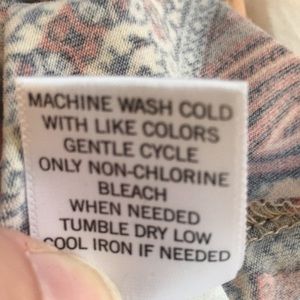 MACHINE WASH COLD
WITH LIKE COLORS
GENTLE CYCLE
ONLY NON-CHLORINE
BLEACH
WHEN NEEDED
TUMBLE DRY LOW
COOL IRON IF NEEDED